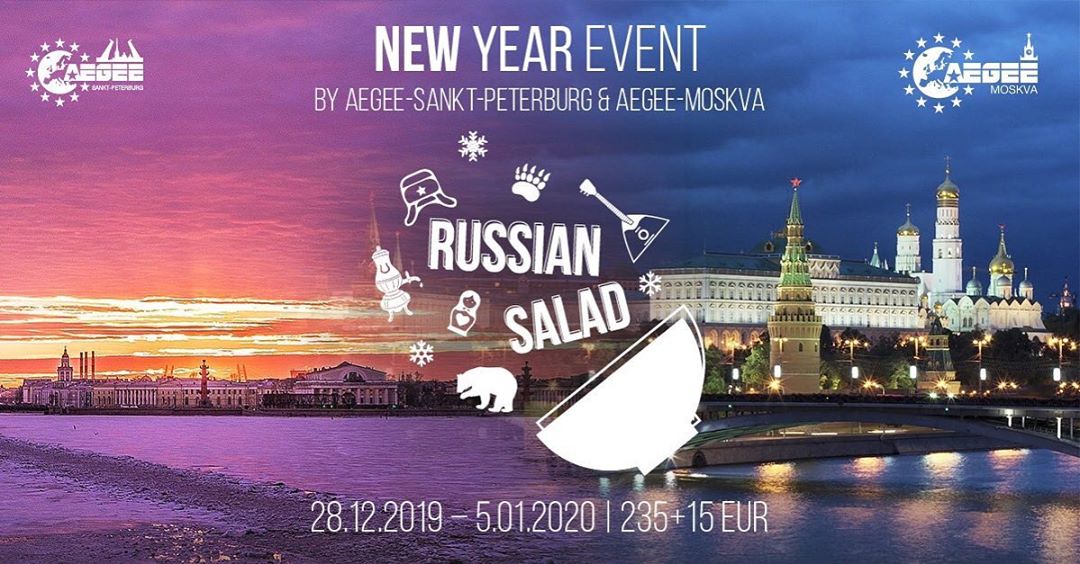 NEW YEAR EVENT
BY AEGEE-SANKT-PETERBURG & AEGEE-MOSKVA
AEGEE
SANKT-PETERBURG
AEGEE
MOSKVA
RUSSIAN
SALAD
28.12.2019 – 5.01.2020 | 235+15 EUR